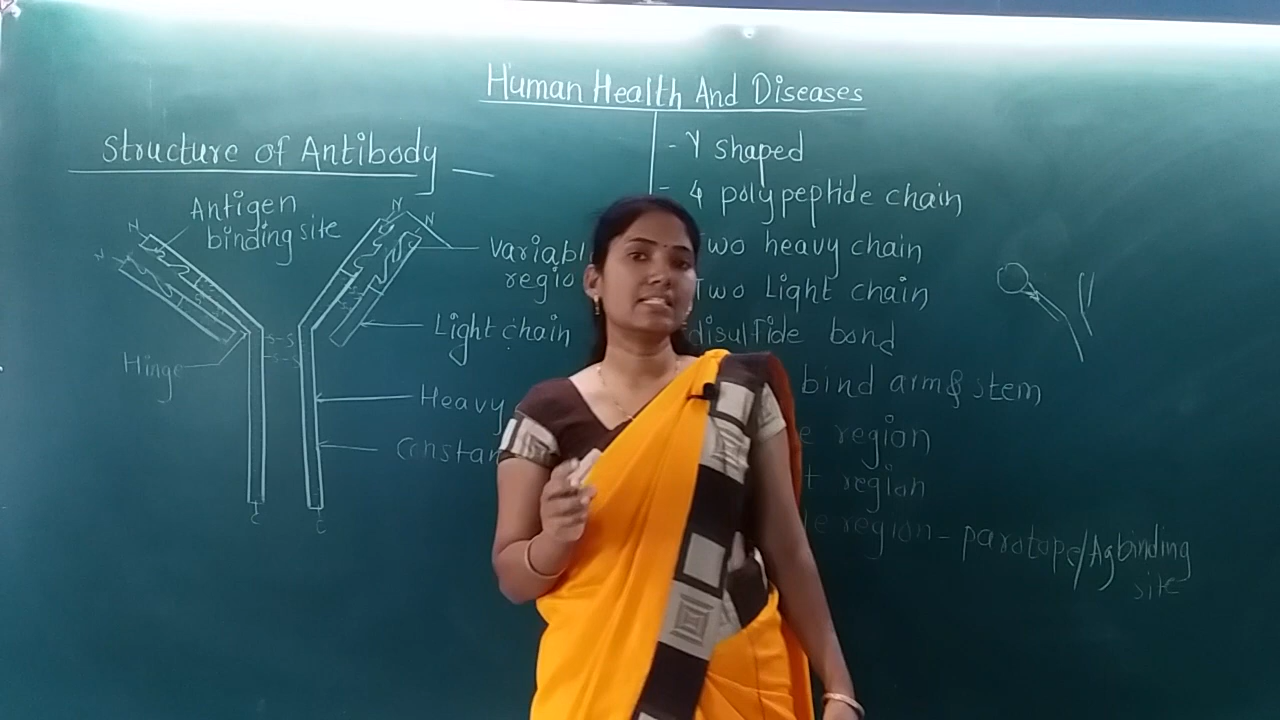 Human Health And Diseases
Structure of Antibody
Antigen
binding site
N
N
N
N
Variabl
regio
Light chain
Hinge
S-S
S-S
Heavy
Constan
C
C
- Y shaped
- 4 polypeptide chain
Two heavy chain
Two Light chain
disulfide bond
bind arm & stem
e region
t region
le region - paratope/Ag binding
site